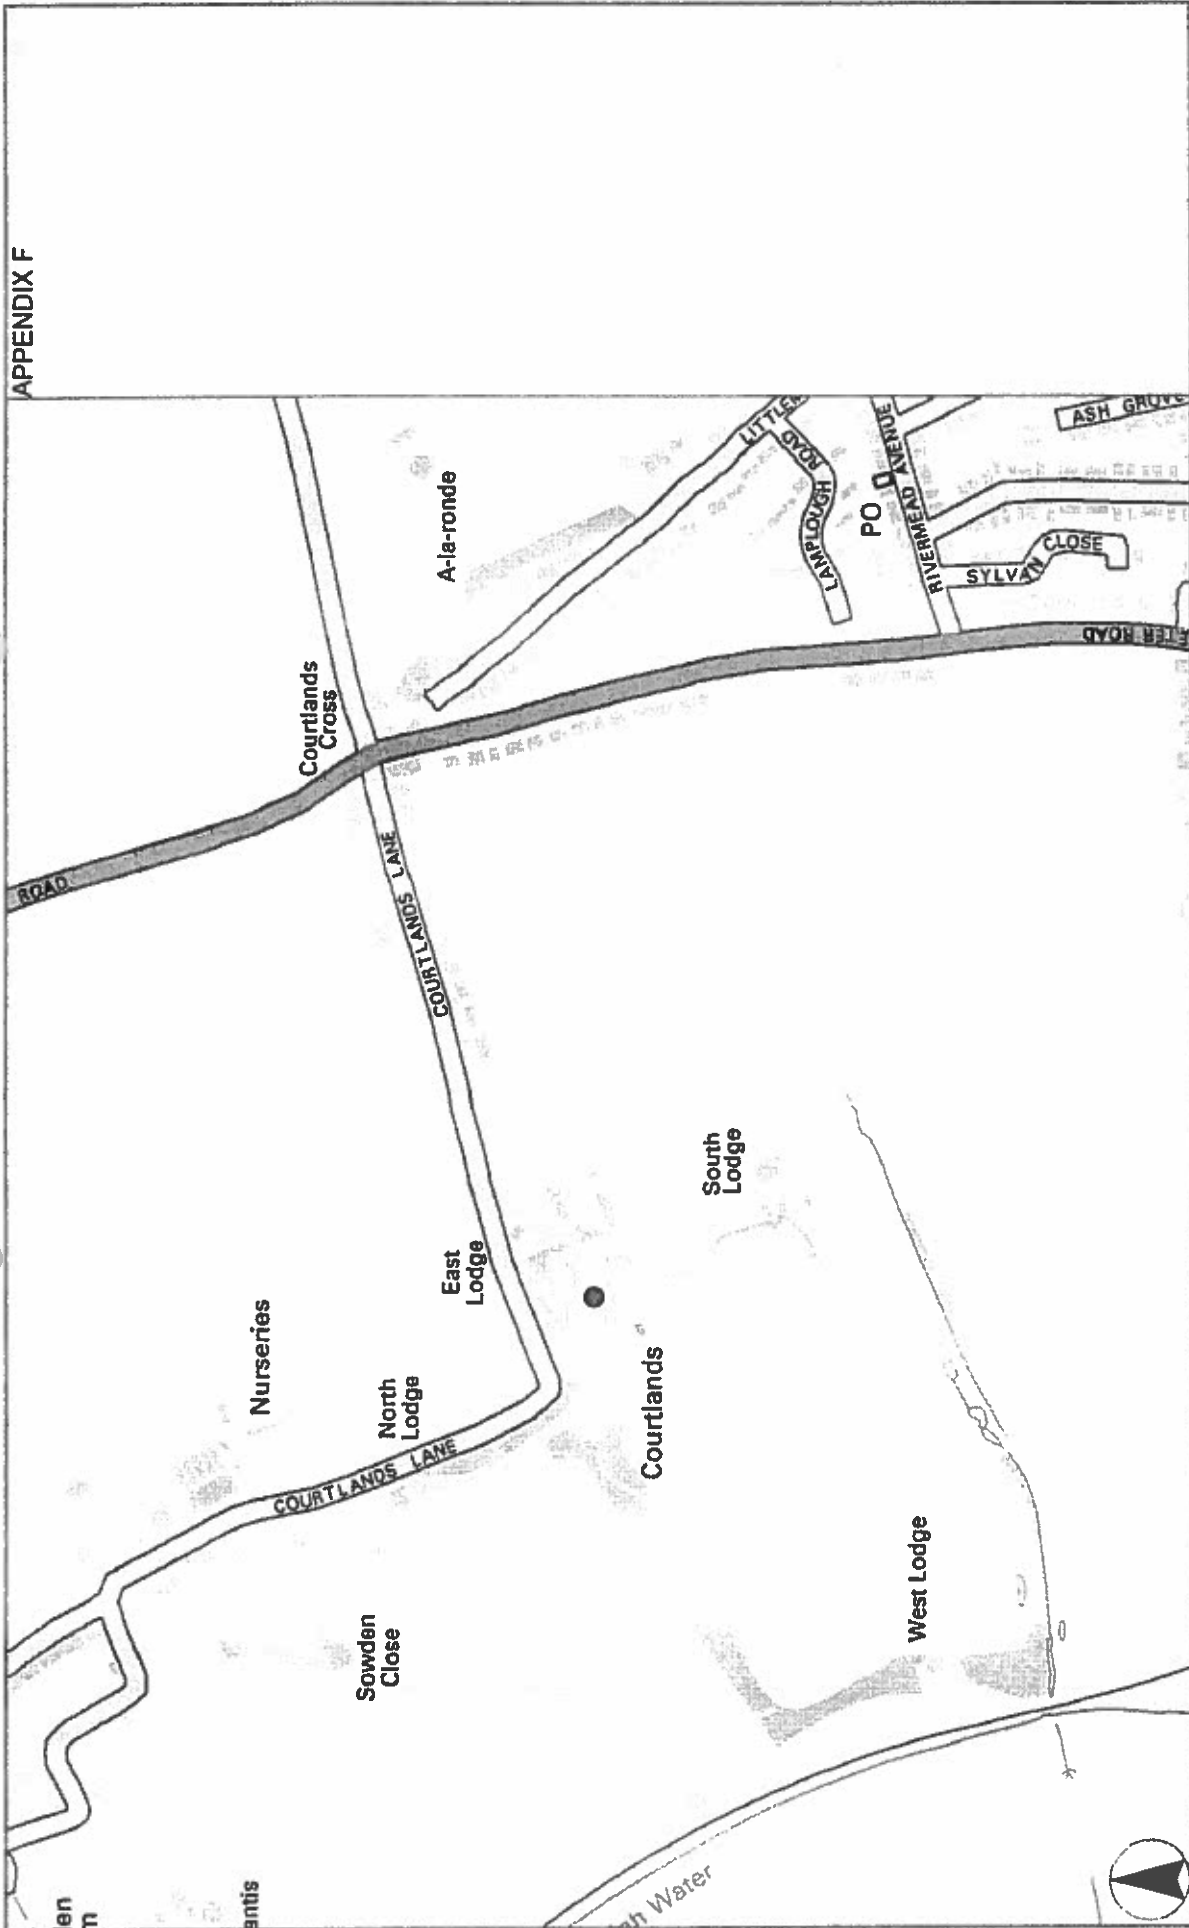 APPENDIX F
ROAD
Courtlands
Cross
A-la-ronde
COURTLANDS LANE
LAMPLOUGH ROAD
PO
RIVERMEAD AVENUE
SYLVAN CLOSE
ASH GROVE
ROAD
Nurseries
North
Lodge
East
Lodge
South
Lodge
COURTLANDS LANE
Courtlands
Sowden
Close
West Lodge
Water